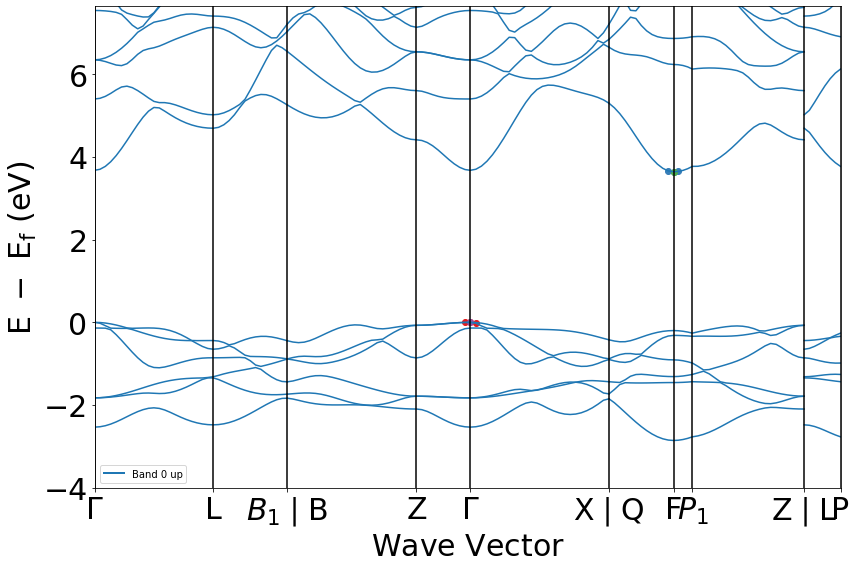 E − E_f (eV)
6
4
2
0
−2
−4
Band 0 up
Γ L B_1 | B Z Γ X | Q F P_1 Z | L P
Wave Vector